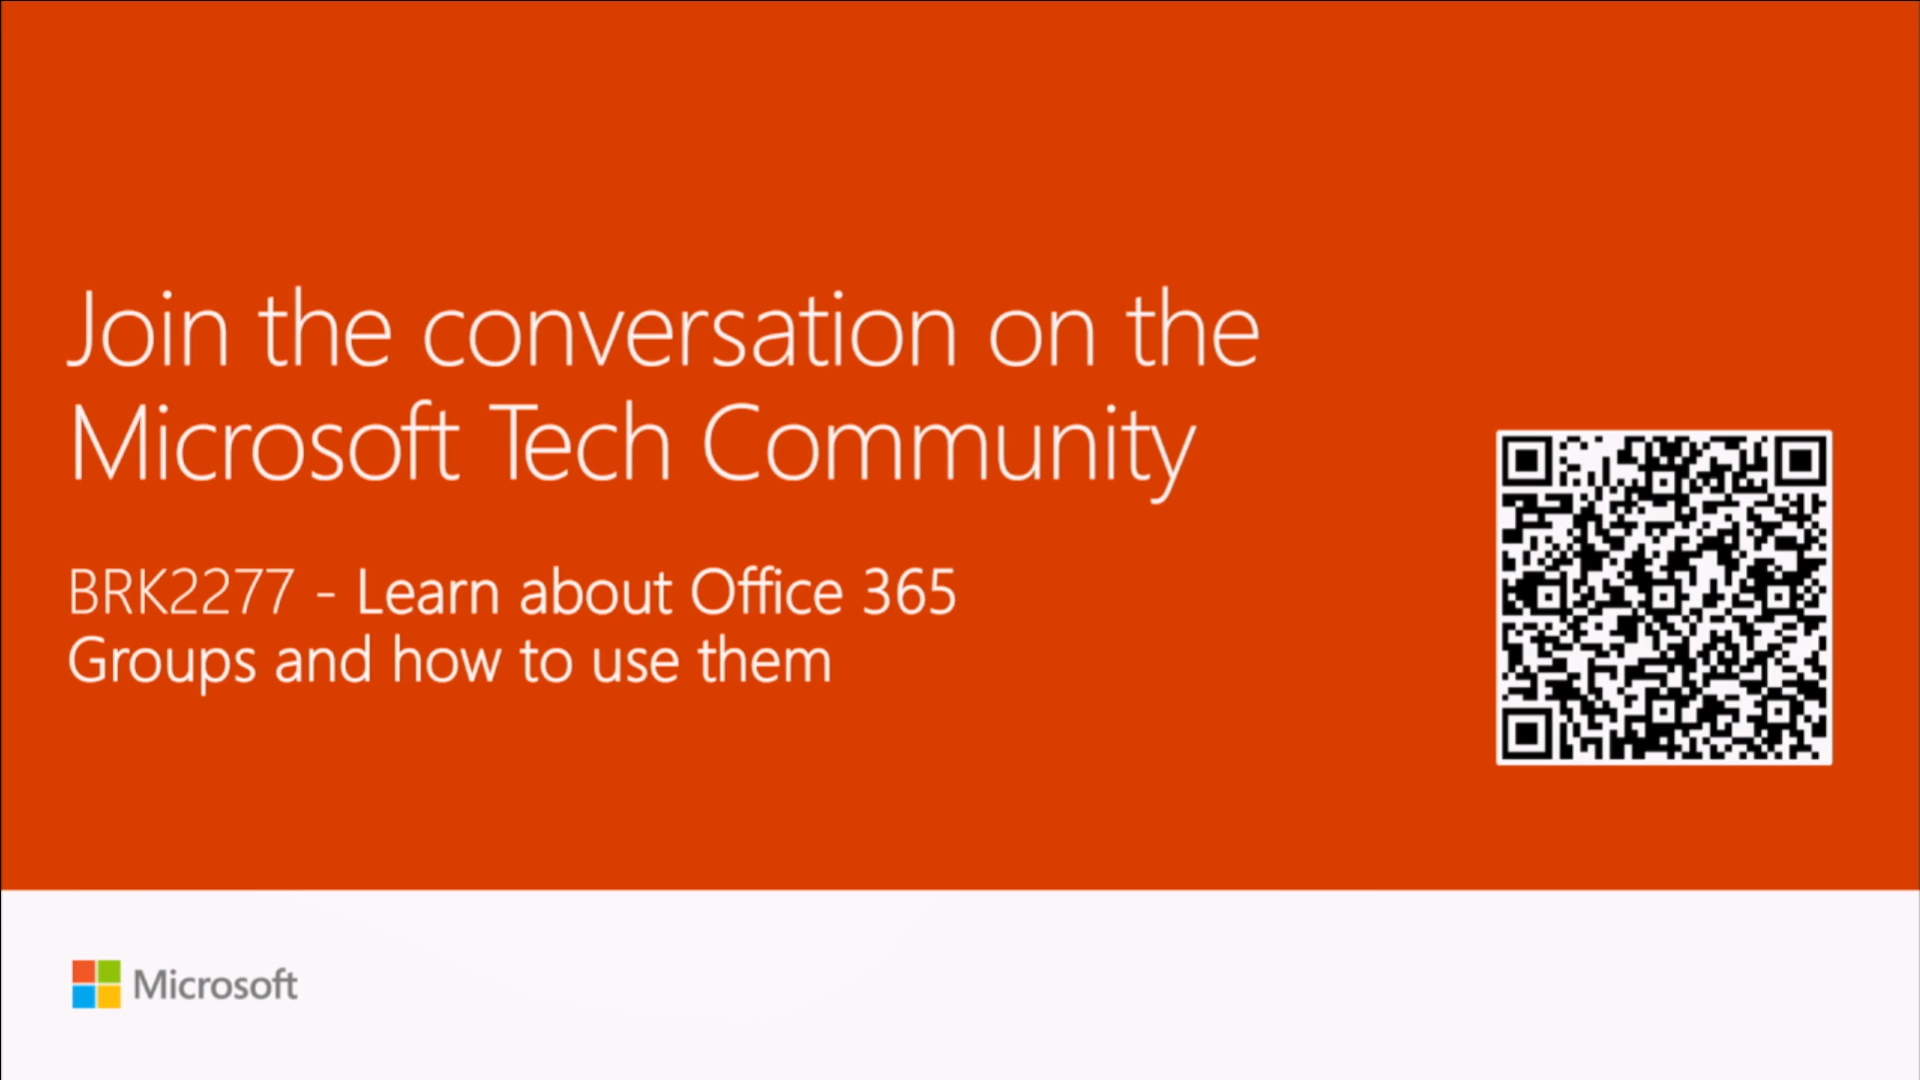 Join the conversation on the
Microsoft Tech Community
BRK2277 - Learn about Office 365
Groups and how to use them
Microsoft